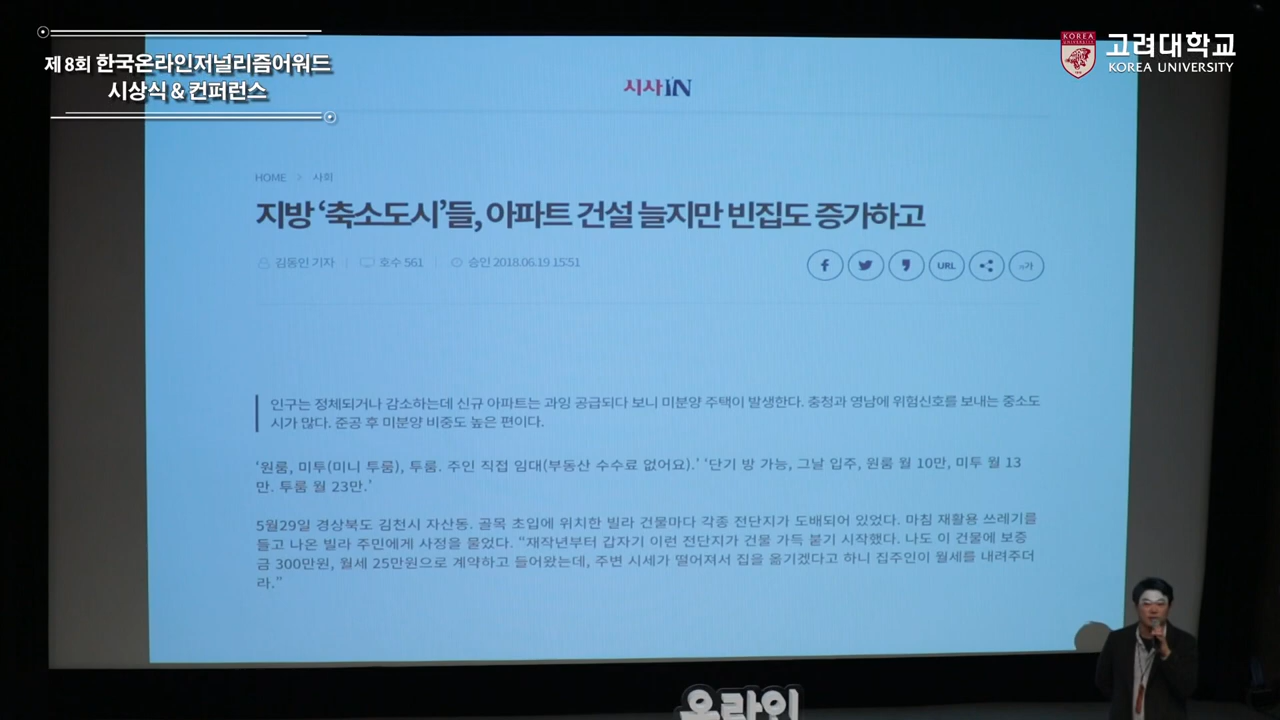 제 8회 한국온라인저널리즘어워드
시상식 & 컨퍼런스
KOREA
고려대학교
KOREA UNIVERSITY
시사IN
HOME > 사회
지방 ‘축소도시’들, 아파트 건설 늘지만 빈집도 증가하고
김동인 기자 | 호수 561 | 승인 2018.06.19 15:51
URL
가가
인구는 정체되거나 감소하는데 신규 아파트는 과잉 공급되다 보니 미분양 주택이 발생한다. 충청과 영남에 위험신호를 보내는 중소도
시가 많다. 준공 후 미분양 비중도 높은 편이다.
‘원룸, 미투(미니 투룸), 투룸. 주인 직접 임대(부동산 수수료 없어요).’ ‘단기 방 가능, 그날 입주, 원룸 월 10만, 미투 월 13
만. 투룸 월 23만.’
5월29일 경상북도 김천시 자산동. 골목 초입에 위치한 빌라 건물마다 각종 전단지가 도배되어 있었다. 마침 재활용 쓰레기를
들고 나온 빌라 주민에게 사정을 물었다. “재작년부터 갑자기 이런 전단지가 건물 가득 붙기 시작했다. 나도 이 건물에 보증
금 300만원, 월세 25만원으로 계약하고 들어왔는데, 주변 시세가 떨어져서 집을 옮기겠다고 하니 집주인이 월세를 내려주더
라.”
온라인